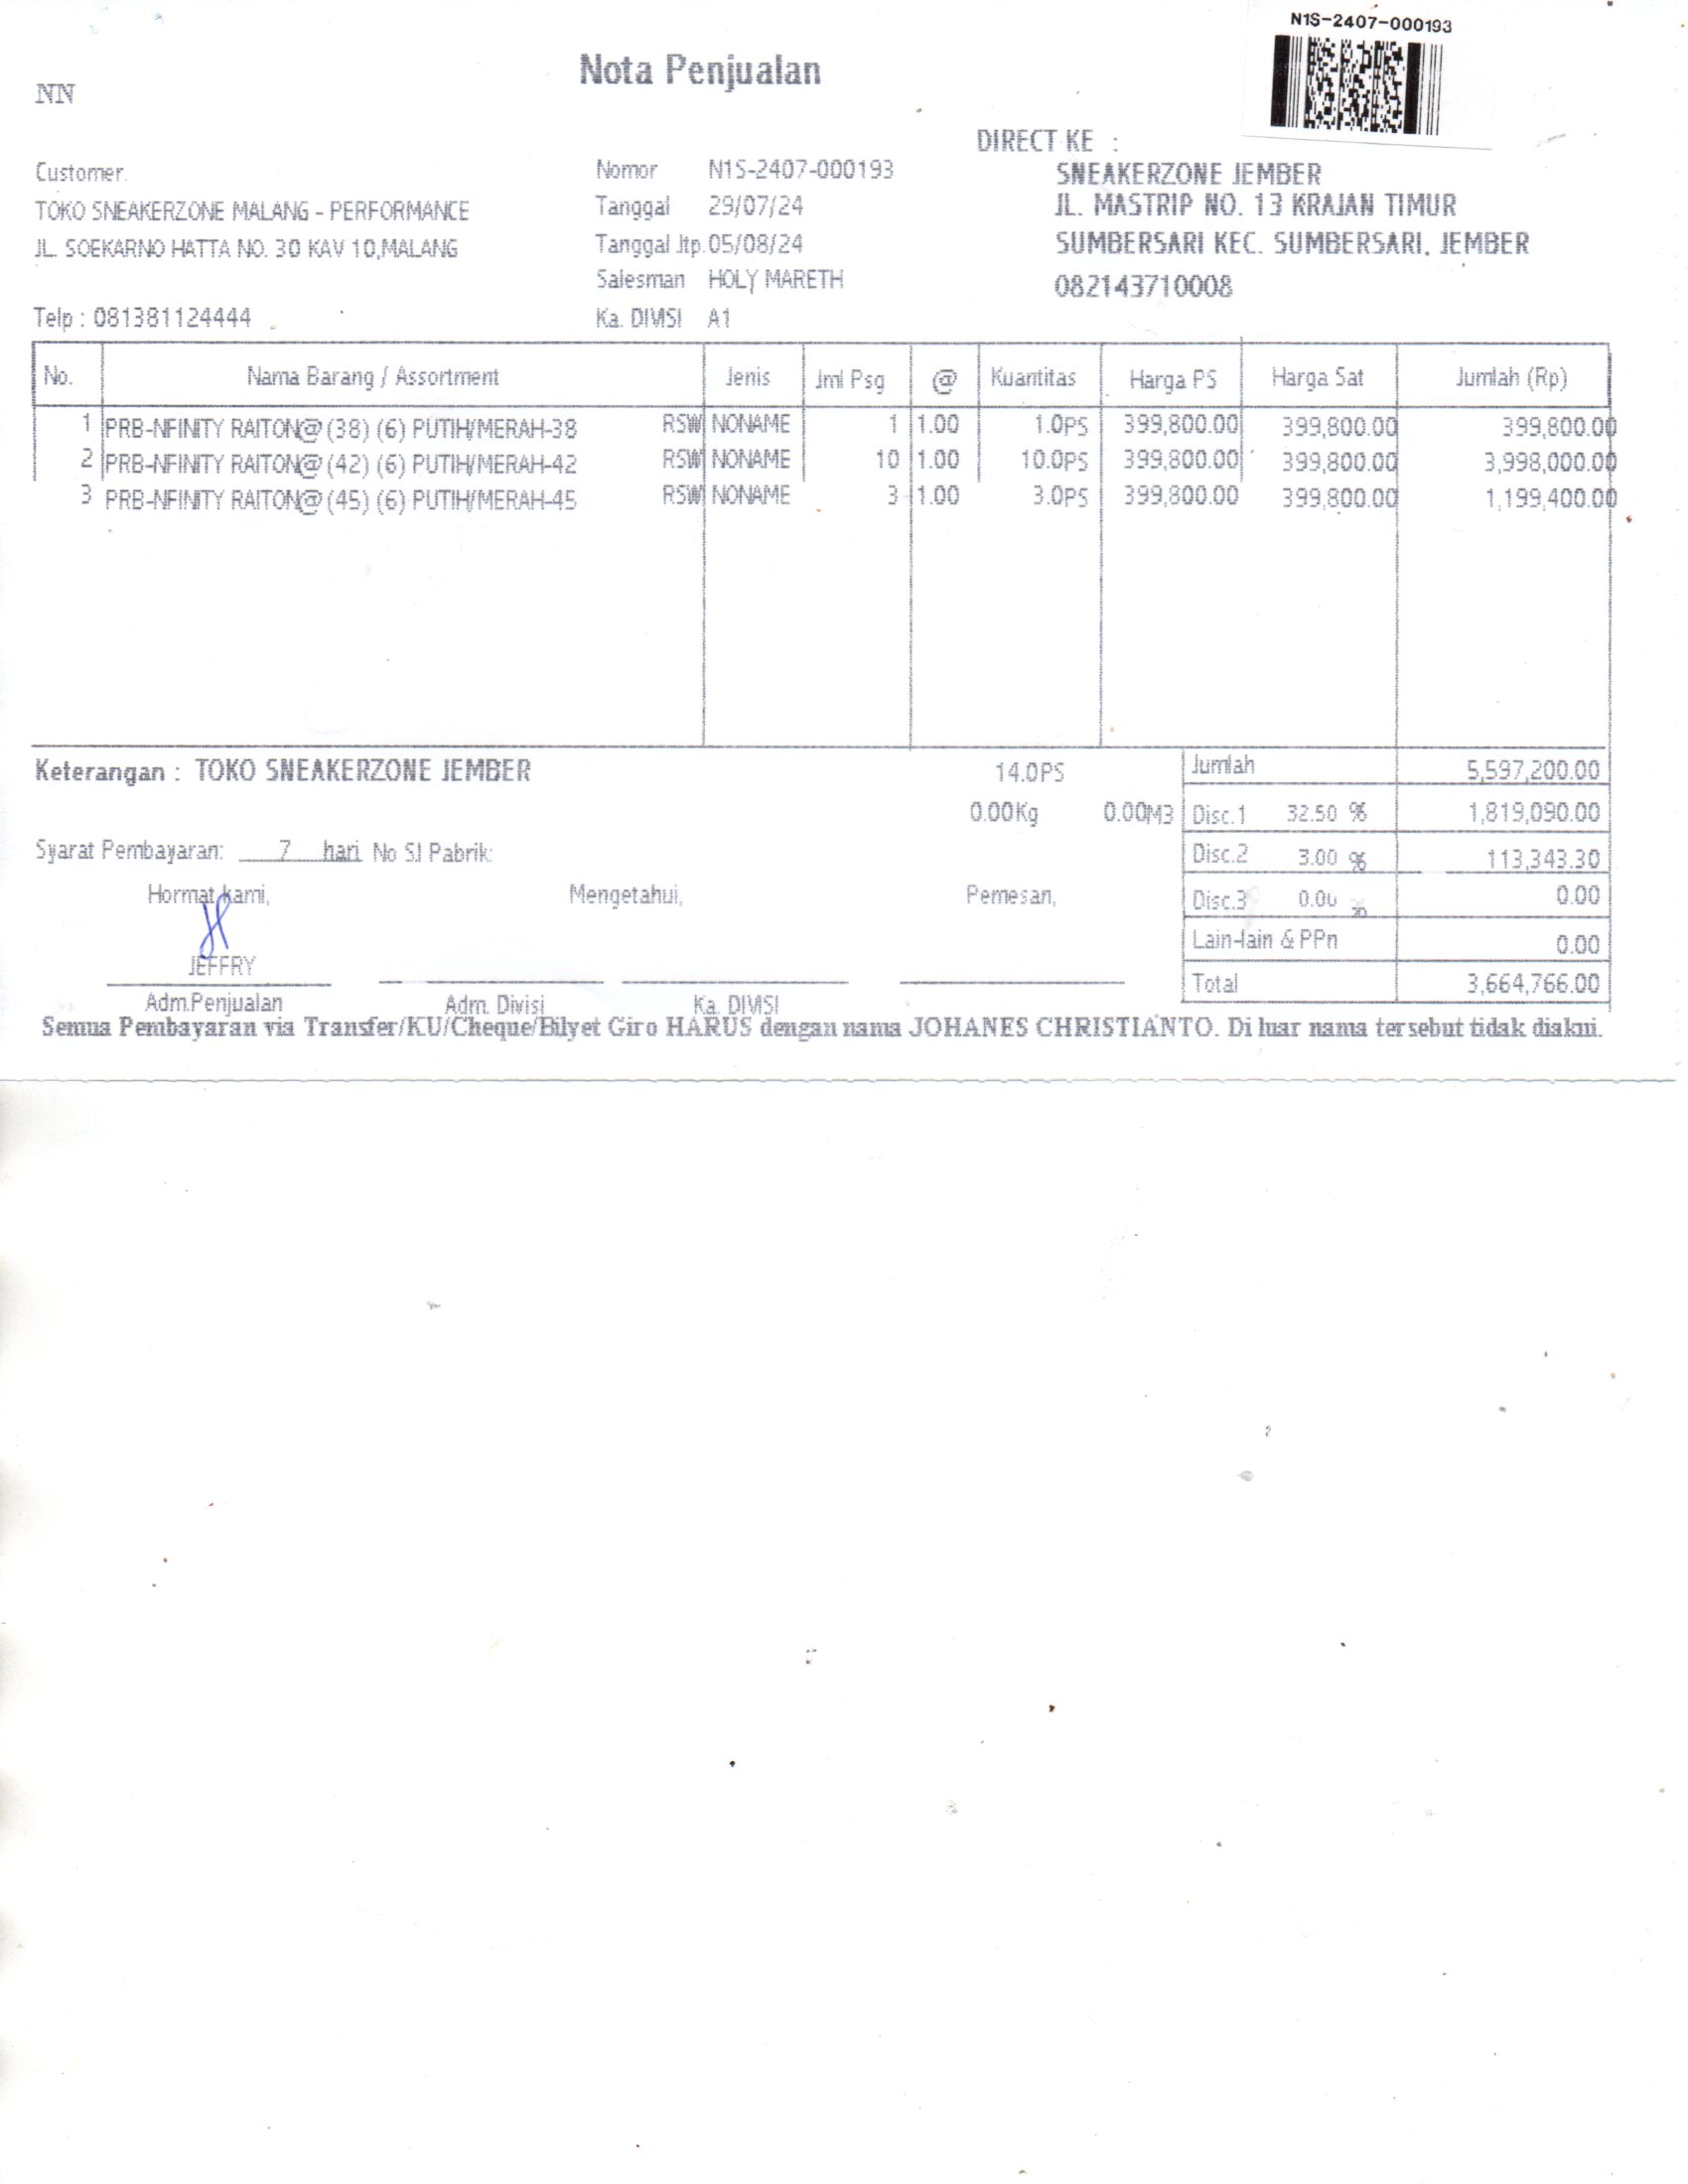 N1S-2407-000193
Nota Penjualan
NN
DIRECT KE :
SNEAKERZONE JEMBER
JL. MASTRIP NO. 13 KRAJAN TIMUR
SUMBERSARI KEC. SUMBERSARI, JEMBER
082143710008
Customer
TOKO SNEAKERZONE MALANG - PERFORMANCE
JL. SOEKARNO HATTA NO. 30 KAV 10,MALANG
Telp : 081381124444
Nomor N1S-2407-000193
Tanggal 29/07/24
Tanggal Jtp. 05/08/24
Salesman HOLY MARETH
Ka. DIVISI A1
No. Nama Barang / Assortment Jenis Jml Psg @ Kuantitas Harga PS Harga Sat Jumlah (Rp)
1 PRB-NFINITY RAITON@ (38) (6) PUTIH/MERAH-38 RSW NONAME 1 1.00 1.0PS 399,800.00 399,800.00 399,800.00
2 PRB-NFINITY RAITON@ (42) (6) PUTIH/MERAH-42 RSW NONAME 10 1.00 10.0PS 399,800.00 399,800.00 3,998,000.00
3 PRB-NFINITY RAITON@ (45) (6) PUTIH/MERAH-45 RSW NONAME 3 1.00 3.0PS 399,800.00 399,800.00 1,199,400.00
Keterangan : TOKO SNEAKERZONE JEMBER 14.0PS Jumlah 5,597,200.00
0.00Kg 0.00M3 Disc.1 32.50 % 1,819,090.00
Syarat Pembayaran: 7 hari No SJ Pabrik: Disc.2 3.00 % 113,343.30
Hormat kami, Mengetahui, Pemesan, Disc.3 0.00 % 0.00
Lain-lain & PPn 0.00
JEFFRY Total 3,664,766.00
Adm.Penjualan Adm. Divisi Ka. DIVISI
Semua Pembayaran via Transfer/KU/Cheque/Bilyet Giro HARUS dengan nama JOHANES CHRISTIANTO. Di luar nama tersebut tidak diakui.